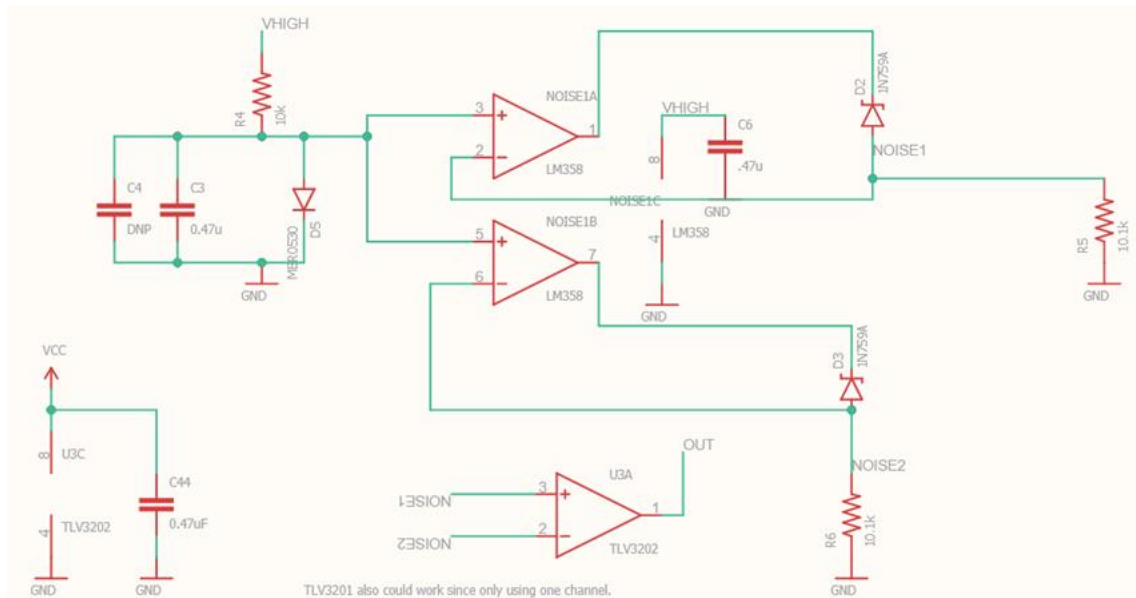 VHIGH
R4
10k
C4
DNP
C3
0.47u
D5
MBR0530
GND
3
2
1
NOISE1A
LM358
VHIGH
8
C6
.47u
GND
NOISE1C
4
LM358
GND
D2
1N759A
NOISE1
R5
10.1k
GND
NOISE1B
5
6
7
LM358
D3
1N759A
NOISE2
R6
10.1k
GND
VCC
8
U3C
4
TLV3202
GND
C44
0.47uF
GND
OUT
U3A
NOISE1
3
NOISE2
2
1
TLV3202
TLV3201 also could work since only using one channel.